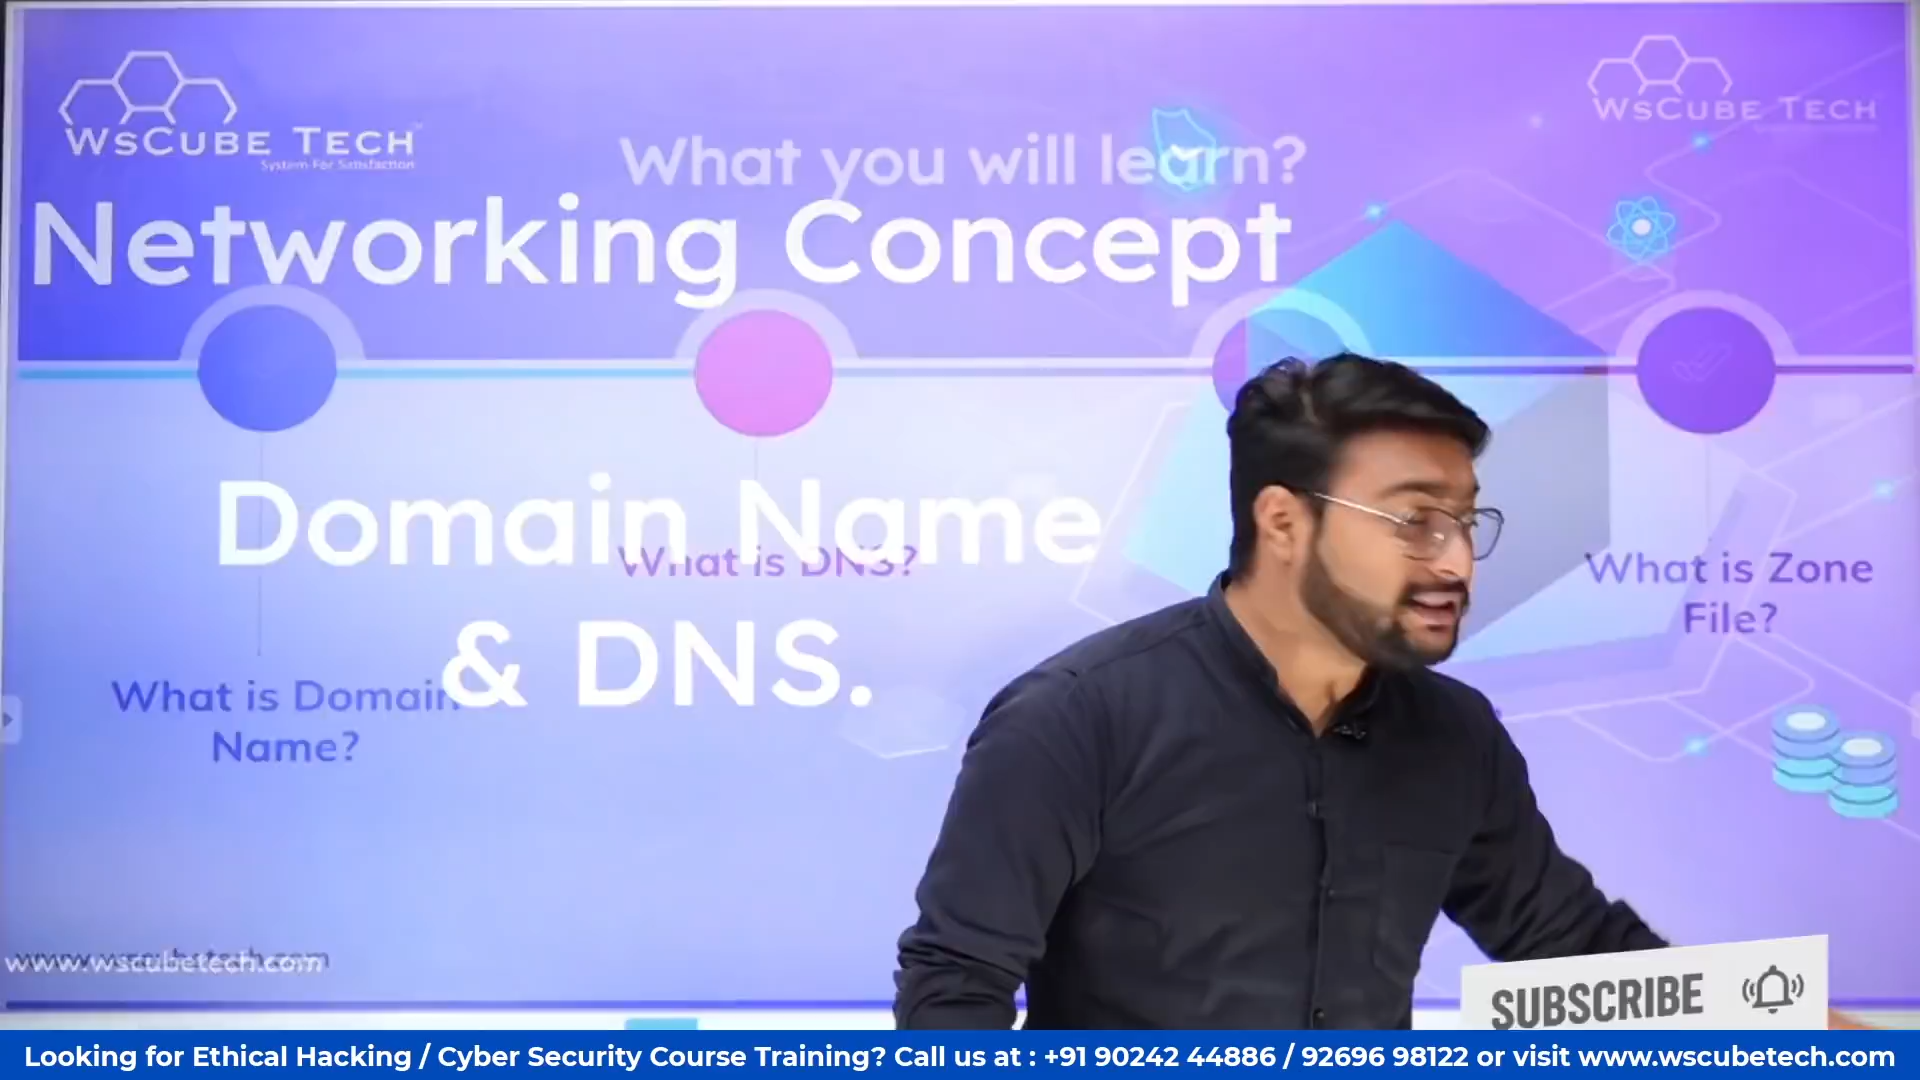 WSCUBE TECH
System For Satisfaction
WSCUBE TECH
What you will learn?
Networking Concept
Domain Name
What is DNS?
& DNS.
What is Zone
File?
What is Domain
Name?
www.wscubetech.com
SUBSCRIBE
Looking for Ethical Hacking / Cyber Security Course Training? Call us at : +91 90242 44886 / 92696 98122 or visit www.wscubetech.com